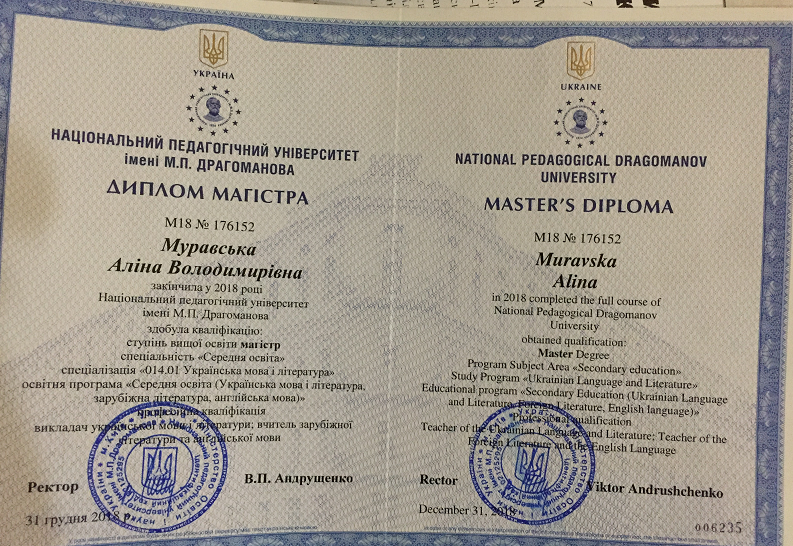 УКРАЇНА
НАЦІОНАЛЬНИЙ ПЕДАГОГІЧНИЙ УНІВЕРСИТЕТ
імені М.П. ДРАГОМАНОВА
ДИПЛОМ МАГІСТРА
М18 № 176152
Муравська
Аліна Володимирівна
закінчила у 2018 році
Національний педагогічний університет
імені М.П. Драгоманова
здобула кваліфікацію:
ступінь вищої освіти магістр
спеціальність «Середня освіта»
спеціалізація «014.01 Українська мова і література»
освітня програма «Середня освіта (Українська мова і література,
зарубіжна література, англійська мова)»
професійна кваліфікація
викладач української мови і літератури; вчитель зарубіжної
літератури та англійської мови
Ректор
В.П. Андрущенко
31 грудня 2018
UKRAINE
NATIONAL PEDAGOGICAL DRAGOMANOV
UNIVERSITY
MASTER'S DIPLOMA
M18 № 176152
Muravska
Alina
in 2018 completed the full course of
National Pedagogical Dragomanov
University
obtained qualification:
Master Degree
Program Subject Area «Secondary education»
Study Program «Ukrainian Language and Literature»
Educational program «Secondary Education (Ukrainian Language
and Literature, Foreign Literature, English language)»
Professional qualification
Teacher of the Ukrainian Language and Literature; Teacher of the
Foreign Literature and the English Language
Rector
Viktor Andrushchenko
December 31, 2018
006235